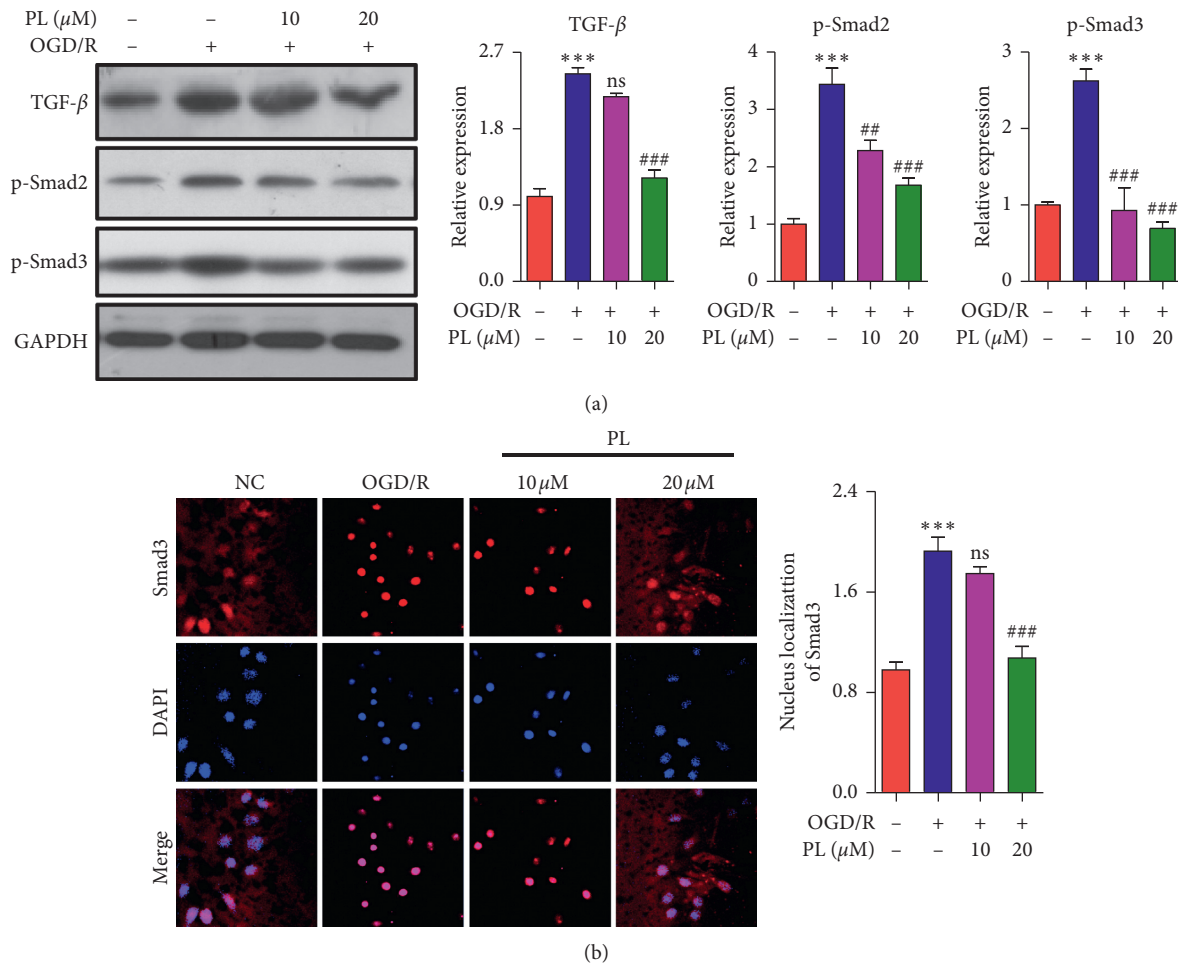 PL (μM) – – 10 20
OGD/R – + + +
TGF-β
p-Smad2
p-Smad3
GAPDH
TGF-β
2.7
1.8
0.9
0.0
Relative expression
***
ns
###
OGD/R – + + +
PL (μM) – – 10 20
p-Smad2
4
3
2
1
0
Relative expression
***
##
###
OGD/R – + + +
PL (μM) – – 10 20
p-Smad3
3
2
1
0
Relative expression
***
###
###
OGD/R – + + +
PL (μM) – – 10 20
(a)
PL
NC OGD/R 10 μM 20 μM
Smad3
DAPI
Merge
2.4
1.6
0.8
0.0
Nucleus localizattion
of Smad3
***
ns
###
OGD/R – + + +
PL (μM) – – 10 20
(b)